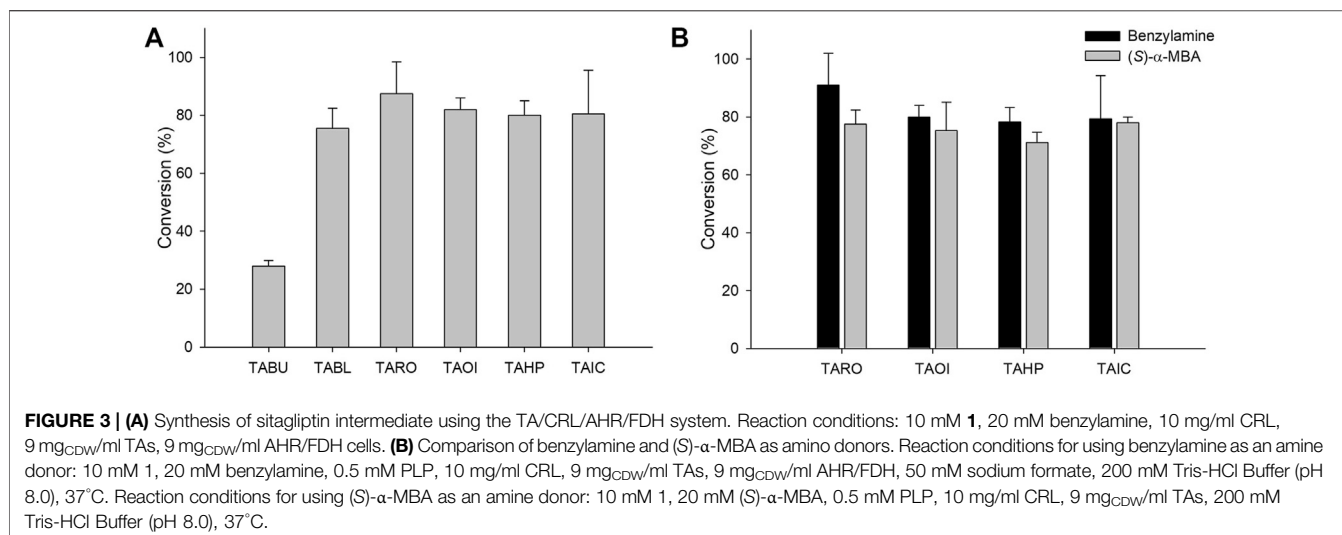 A
Conversion (%)
100
80
60
40
20
0
TABU TABL TARO TAOI TAHP TAIC
B
Benzylamine
(S)-α-MBA
Conversion (%)
100
80
60
40
20
0
TARO TAOI TAHP TAIC
FIGURE 3 | (A) Synthesis of sitagliptin intermediate using the TA/CRL/AHR/FDH system. Reaction conditions: 10 mM 1, 20 mM benzylamine, 10 mg/ml CRL,
9 mgCDW/ml TAs, 9 mgCDW/ml AHR/FDH cells. (B) Comparison of benzylamine and (S)-α-MBA as amino donors. Reaction conditions for using benzylamine as an amine
donor: 10 mM 1, 20 mM benzylamine, 0.5 mM PLP, 10 mg/ml CRL, 9 mgCDW/ml TAs, 9 mgCDW/ml AHR/FDH, 50 mM sodium formate, 200 mM Tris-HCl Buffer (pH
8.0), 37°C. Reaction conditions for using (S)-α-MBA as an amine donor: 10 mM 1, 20 mM (S)-α-MBA, 0.5 mM PLP, 10 mg/ml CRL, 9 mgCDW/ml TAs, 200 mM
Tris-HCl Buffer (pH 8.0), 37°C.